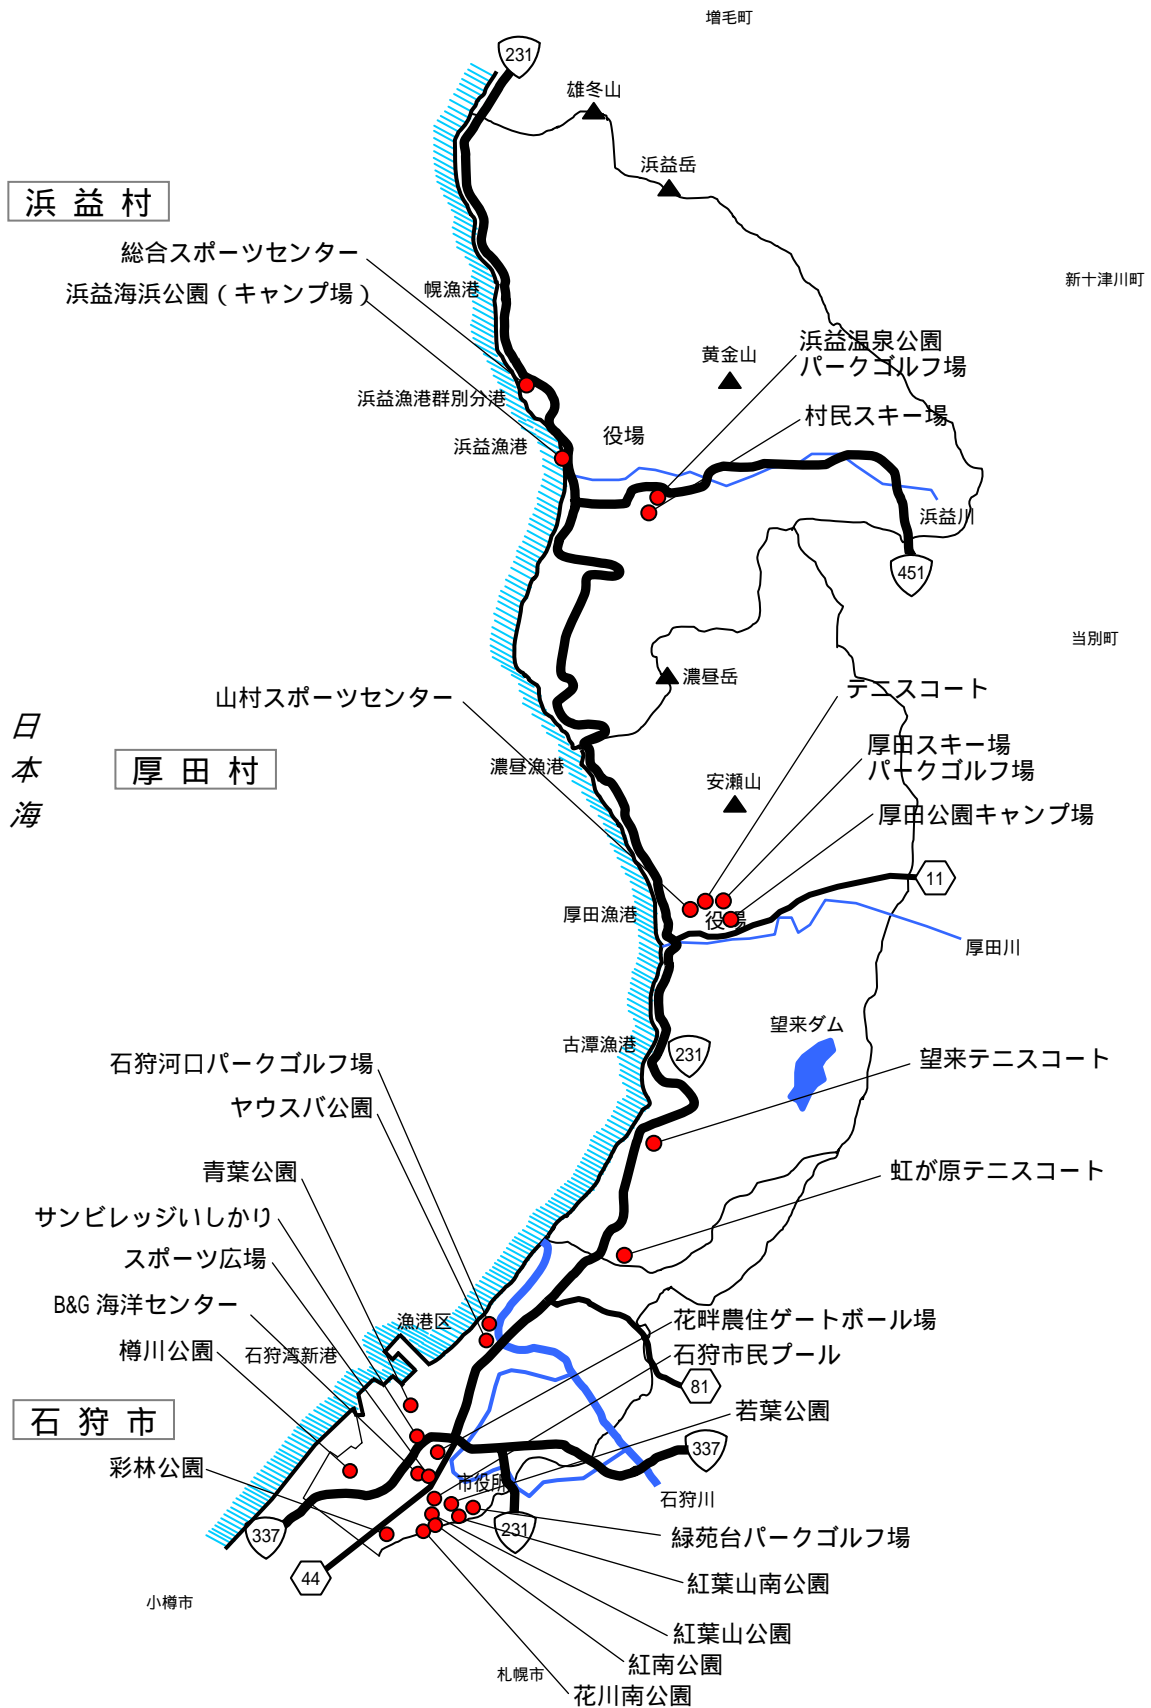 増毛町
231
雄冬山
浜益岳
浜益村
総合スポーツセンター
新十津川町
浜益海浜公園（キャンプ場）
幌漁港
浜益温泉公園
パークゴルフ場
黄金山
浜益漁港群別分港
村民スキー場
役場
浜益漁港
浜益川
451
当別町
濃昼岳
テニスコート
山村スポーツセンター
日本海
厚田スキー場
パークゴルフ場
厚田村
濃昼漁港
安瀬山
厚田公園キャンプ場
11
厚田漁港
役場
厚田川
望来ダム
古潭漁港
231
望来テニスコート
石狩河口パークゴルフ場
ヤウスバ公園
青葉公園
虹が原テニスコート
サンビレッジいしかり
スポーツ広場
B&G 海洋センター
漁港区
花畔農住ゲートボール場
樽川公園
石狩湾新港
石狩市民プール
81
石狩市
若葉公園
337
彩林公園
市役所
石狩川
337
231
緑苑台パークゴルフ場
44
紅葉山南公園
小樽市
紅葉山公園
紅南公園
札幌市
花川南公園